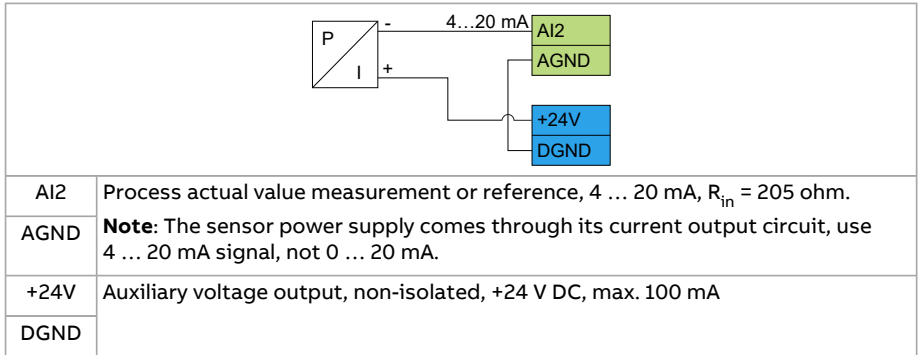 P
I
-
+
4…20 mA
AI2
AGND
+24V
DGND
AI2
Process actual value measurement or reference, 4 … 20 mA, Rin = 205 ohm.
AGND
Note: The sensor power supply comes through its current output circuit, use
4 … 20 mA signal, not 0 … 20 mA.
+24V
Auxiliary voltage output, non-isolated, +24 V DC, max. 100 mA
DGND